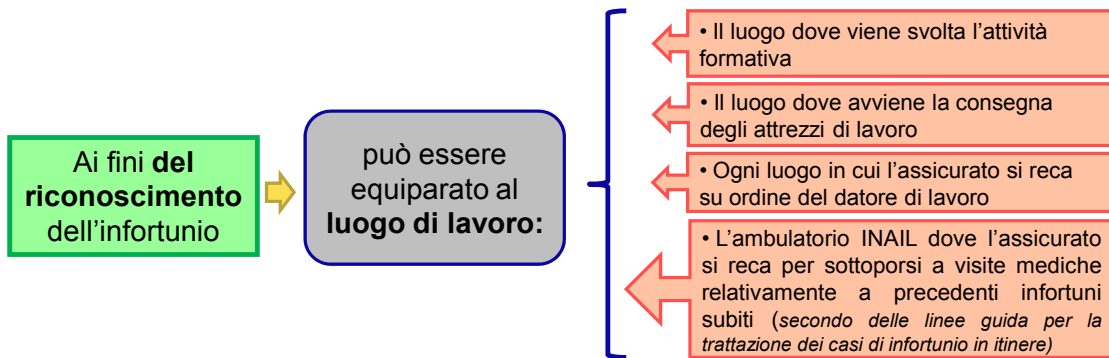 Ai fini del
riconoscimento
dell’infortunio
può essere
equiparato al
luogo di lavoro:
• Il luogo dove viene svolta l’attività
formativa
• Il luogo dove avviene la consegna
degli attrezzi di lavoro
• Ogni luogo in cui l’assicurato si reca
su ordine del datore di lavoro
• L’ambulatorio INAIL dove l’assicurato
si reca per sottoporsi a visite mediche
relativamente a precedenti infortuni
subiti (secondo delle linee guida per la
trattazione dei casi di infortunio in itinere)